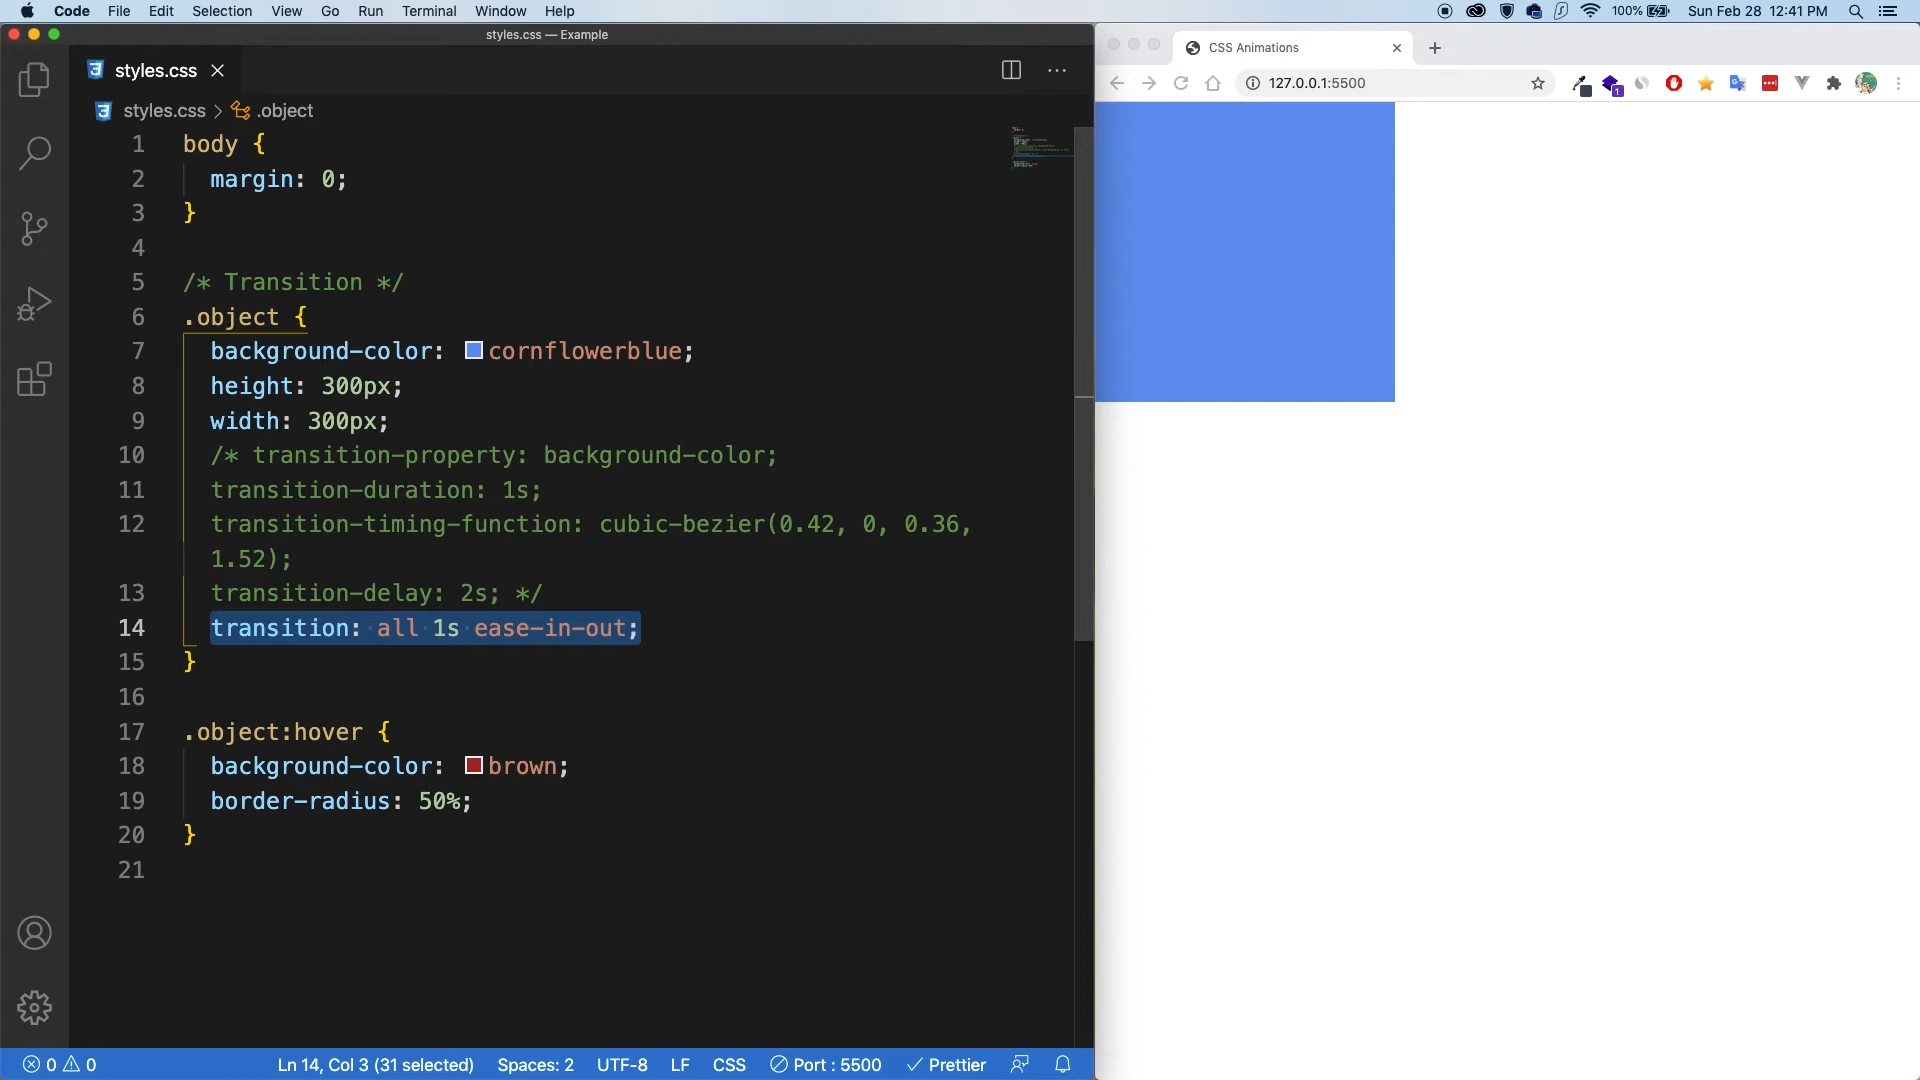 Code File Edit Selection View Go Run Terminal Window Help
100% Sun Feb 28 12:41 PM
styles.css — Example
styles.css
styles.css > .object
1 body {
2 margin: 0;
3 }
4
5 /* Transition */
6 .object {
7 background-color: cornflowerblue;
8 height: 300px;
9 width: 300px;
10 /* transition-property: background-color;
11 transition-duration: 1s;
12 transition-timing-function: cubic-bezier(0.42, 0, 0.36,
1.52);
13 transition-delay: 2s; */
14 transition: all 1s ease-in-out;
15 }
16
17 .object:hover {
18 background-color: brown;
19 border-radius: 50%;
20 }
21
0 0 Ln 14, Col 3 (31 selected) Spaces: 2 UTF-8 LF CSS Port : 5500 Prettier
CSS Animations
127.0.0.1:5500
1